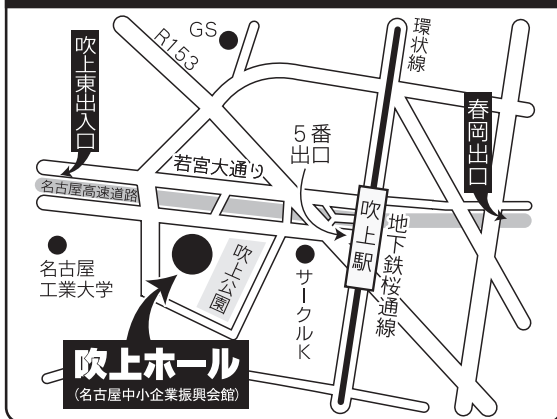 GS
R153
環状線
吹上東出入口
5番
出口
春岡出口
若宮大通り
名古屋高速道路
吹上駅
地下鉄桜通線
名古屋
工業大学
吹上公園
サークルK
吹上ホール
(名古屋中小企業振興会館)